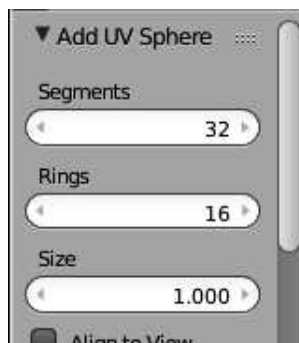 Add UV Sphere
Segments
32
Rings
16
Size
1.000
Align to View